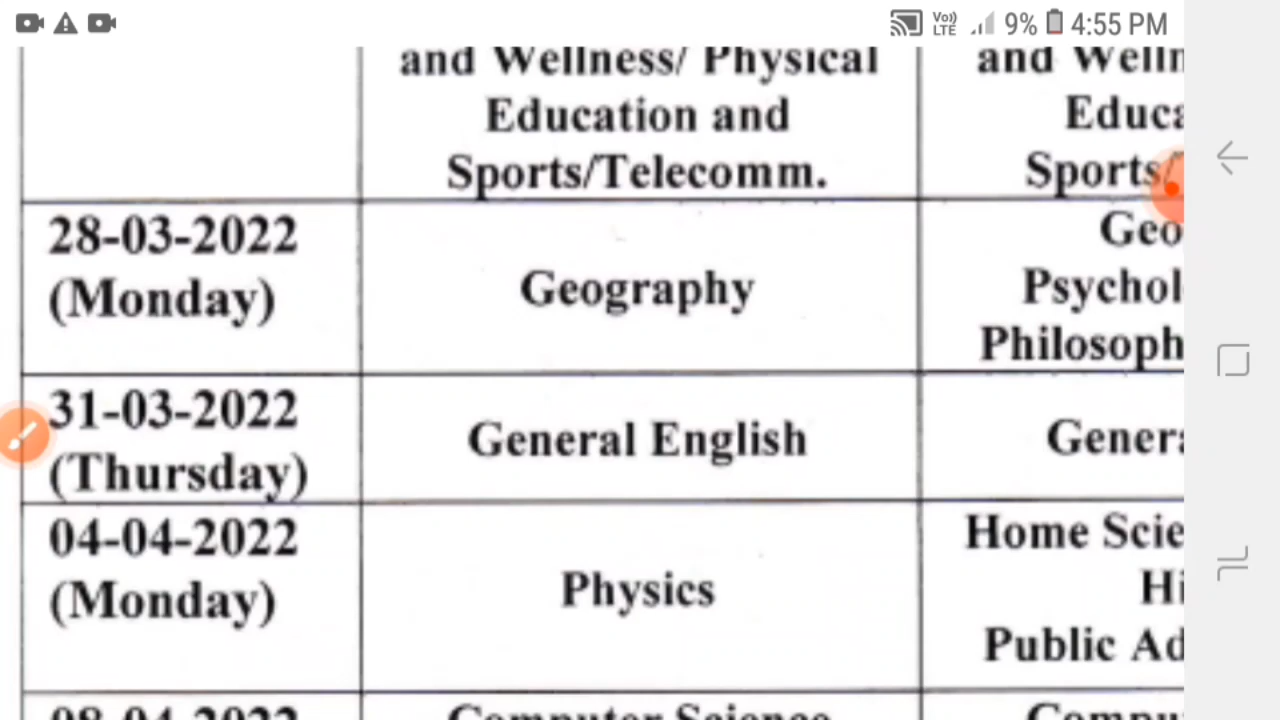 Vo)) LTE 9% 4:55 PM
and Wellness/ Physical
Education and
Sports/Telecomm.
and Welln
Educa
Sports/
28-03-2022
(Monday)
Geography
Geo
Psychol
Philosoph
31-03-2022
(Thursday)
General English
Genera
04-04-2022
(Monday)
Physics
Home Scie
Hi
Public Ad
08-04-2022
Computer Science
Compu